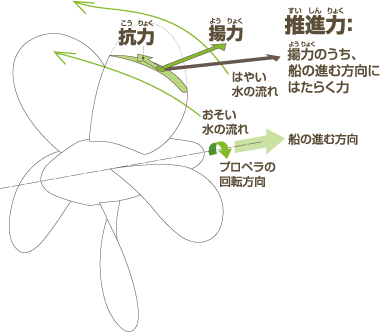 こう りょく
抗力
よう りょく
揚力
すい しん りょく
推進力:
よう りょく
揚力のうち、
船の進む方向に
はたらく力
はやい
水の流れ
おそい
水の流れ
船の進む方向
プロペラの
回転方向